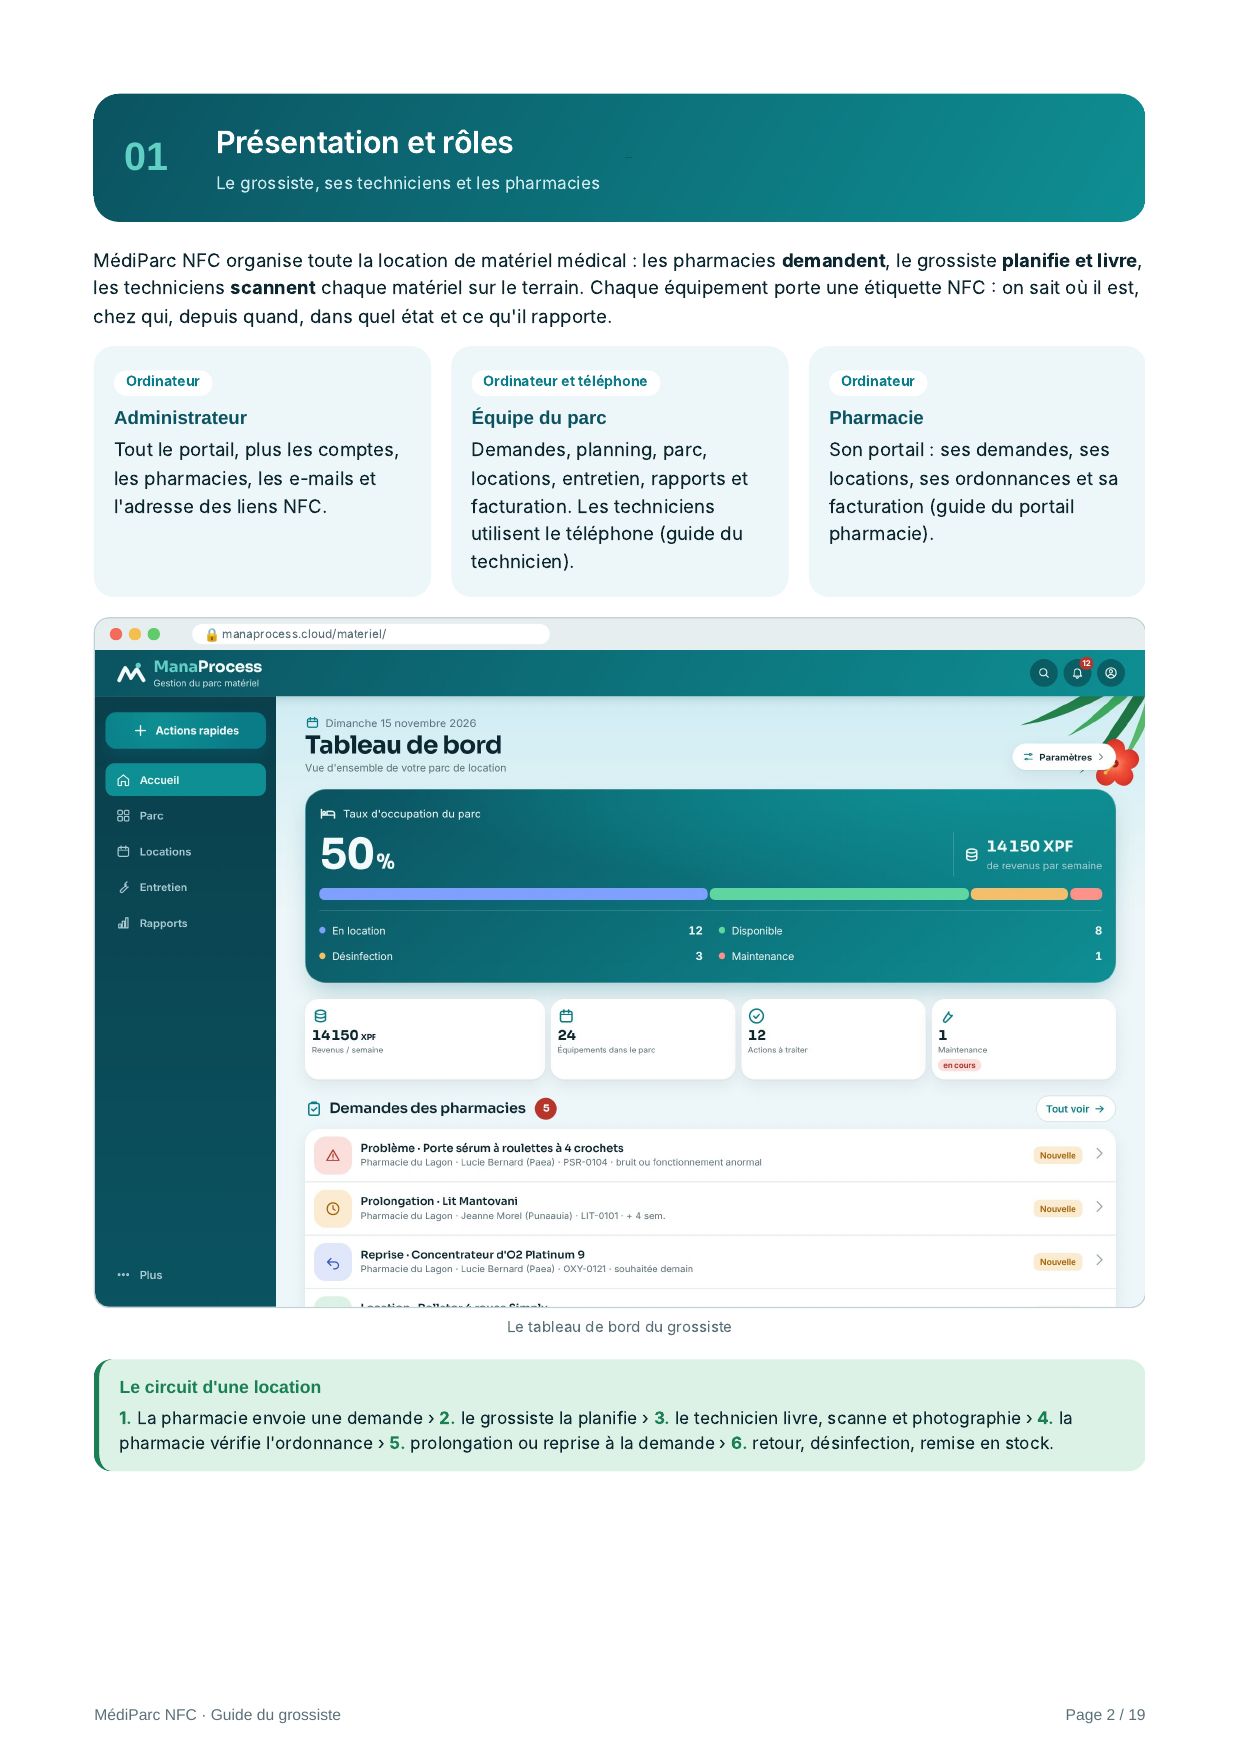 01
Présentation et rôles
Le grossiste, ses techniciens et les pharmacies
MédiParc NFC organise toute la location de matériel médical : les pharmacies demandent, le grossiste planifie et livre,
les techniciens scannent chaque matériel sur le terrain. Chaque équipement porte une étiquette NFC : on sait où il est,
chez qui, depuis quand, dans quel état et ce qu'il rapporte.
Ordinateur
Administrateur
Tout le portail, plus les comptes,
les pharmacies, les e-mails et
l'adresse des liens NFC.
Ordinateur et téléphone
Équipe du parc
Demandes, planning, parc,
locations, entretien, rapports et
facturation. Les techniciens
utilisent le téléphone (guide du
technicien).
Ordinateur
Pharmacie
Son portail : ses demandes, ses
locations, ses ordonnances et sa
facturation (guide du portail
pharmacie).
manaprocess.cloud/materiel/
ManaProcess
Gestion du parc matériel
12
Actions rapides
Accueil
Parc
Locations
Entretien
Rapports
Plus
Dimanche 15 novembre 2026
Tableau de bord
Vue d'ensemble de votre parc de location
Paramètres
Taux d'occupation du parc
50%
14150 XPF
de revenus par semaine
En location 12
Disponible 8
Désinfection 3
Maintenance 1
14150 XPF
Revenus / semaine
24
Équipements dans le parc
12
Actions à traiter
1
Maintenance
en cours
Demandes des pharmacies 5
Tout voir →
Problème · Porte sérum à roulettes à 4 crochets
Pharmacie du Lagon · Lucie Bernard (Paea) · PSR-0104 · bruit ou fonctionnement anormal
Nouvelle
Prolongation · Lit Mantovani
Pharmacie du Lagon · Jeanne Morel (Punaauia) · LIT-0101 · + 4 sem.
Nouvelle
Reprise · Concentrateur d'O2 Platinum 9
Pharmacie du Lagon · Lucie Bernard (Paea) · OXY-0121 · souhaitée demain
Nouvelle
Le tableau de bord du grossiste
Le circuit d'une location
1. La pharmacie envoie une demande › 2. le grossiste la planifie › 3. le technicien livre, scanne et photographie › 4. la
pharmacie vérifie l'ordonnance › 5. prolongation ou reprise à la demande › 6. retour, désinfection, remise en stock.
MédiParc NFC · Guide du grossiste
Page 2 / 19